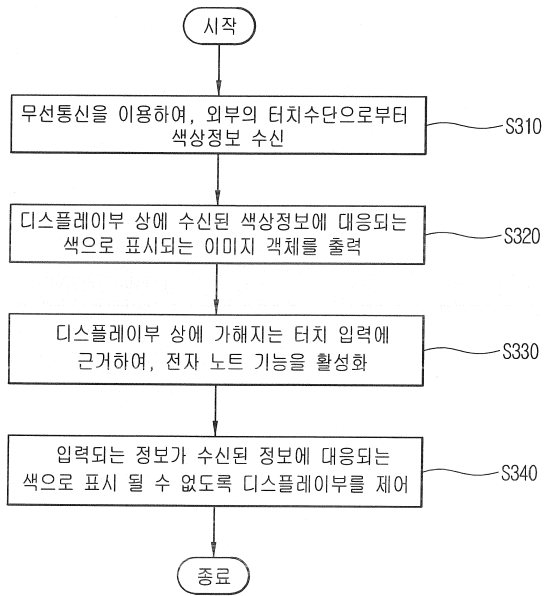 시작
무선통신을 이용하여, 외부의 터치수단으로부터
색상정보 수신
S310
디스플레이부 상에 수신된 색상정보에 대응되는
색으로 표시되는 이미지 객체를 출력
S320
디스플레이부 상에 가해지는 터치 입력에
근거하여, 전자 노트 기능을 활성화
S330
입력되는 정보가 수신된 정보에 대응되는
색으로 표시 될 수 없도록 디스플레이부를 제어
S340
종료